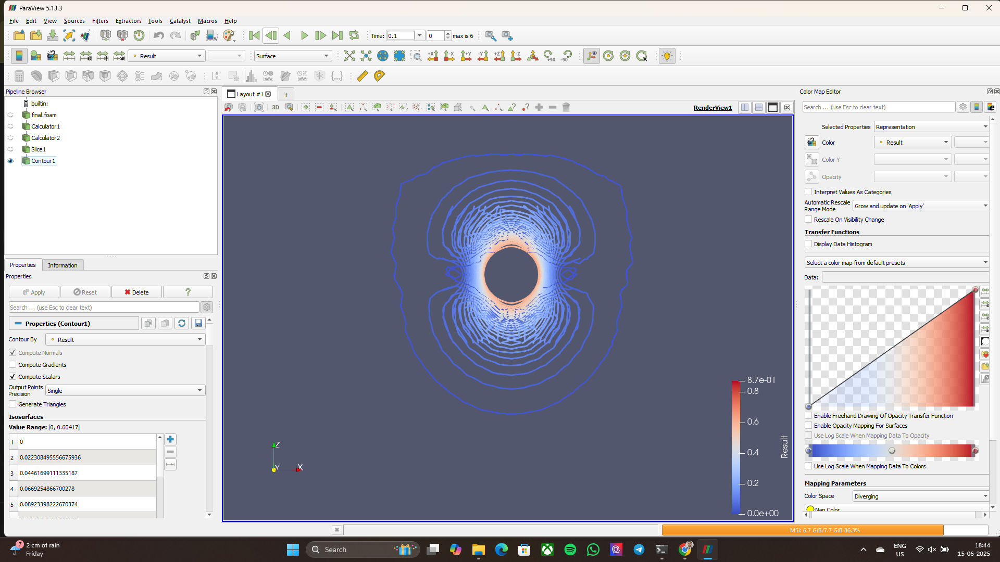 ParaView 5.13.3
File Edit View Sources Filters Extractors Tools Catalyst Macros Help
Time: 0.1 0 max is 6
Result Surface +X -X +Y -Y +Z -Z +90 -90
Pipeline Browser
builtin:
final.foam
Calculator1
Calculator2
Slice1
Contour1
Properties Information
Properties
Apply Reset Delete ?
Search ... (use Esc to clear text)
Properties (Contour1)
Contour By Result
Compute Normals
Compute Gradients
Compute Scalars
Output Points Precision Single
Generate Triangles
Isosurfaces
Value Range: [0, 0.60417]
1 0
2 0.022308495556675936
3 0.04461699111335187
4 0.0669254866700278
5 0.08923398222670374
Layout #1 +
3D RenderView1
8.7e-01
0.8
0.6
0.4
0.2
0.0e+00
Result
Z
Y X
Color Map Editor
Search ... (use Esc to clear text)
Selected Properties Representation
Color Result
Color Y
Opacity
Interpret Values As Categories
Automatic Rescale Range Mode Grow and update on 'Apply'
Rescale On Visibility Change
Transfer Functions
Display Data Histogram
Select a color map from default presets
Data:
Enable Freehand Drawing Of Opacity Transfer Function
Enable Opacity Mapping For Surfaces
Use Log Scale When Mapping Data To Opacity
Use Log Scale When Mapping Data To Colors
Mapping Parameters
Color Space Diverging
Nan Color
MSI: 6.7 GiB/7.7 GiB 86.3%
7
2 cm of rain
Friday
Search
ENG
US
18:44
15-06-2025